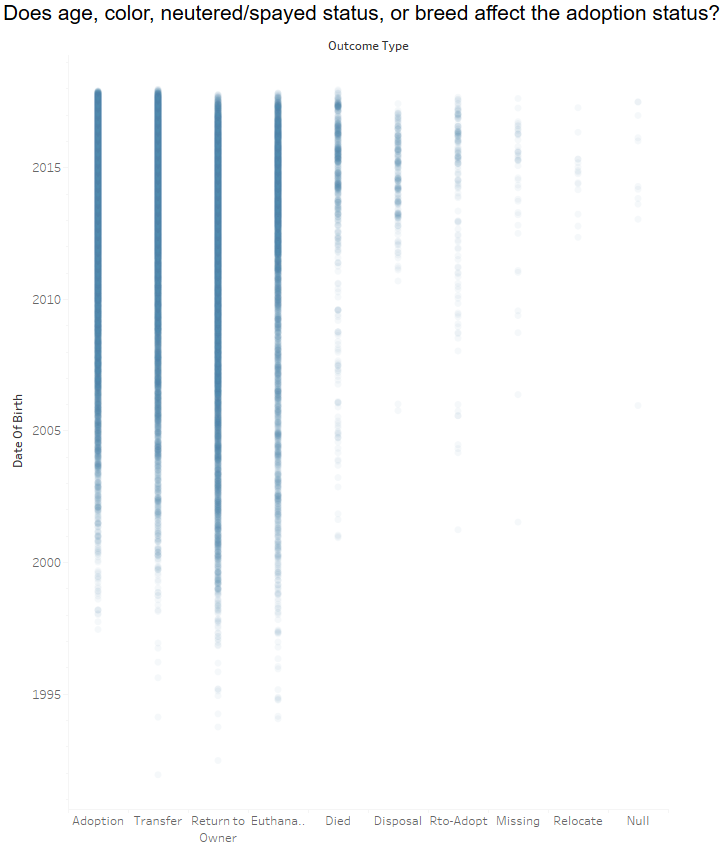 Does age, color, neutered/spayed status, or breed affect the adoption status?
Outcome Type
2015
2010
2005
2000
1995
Date Of Birth
Adoption Transfer Return to Owner Euthana.. Died Disposal Rto-Adopt Missing Relocate Null